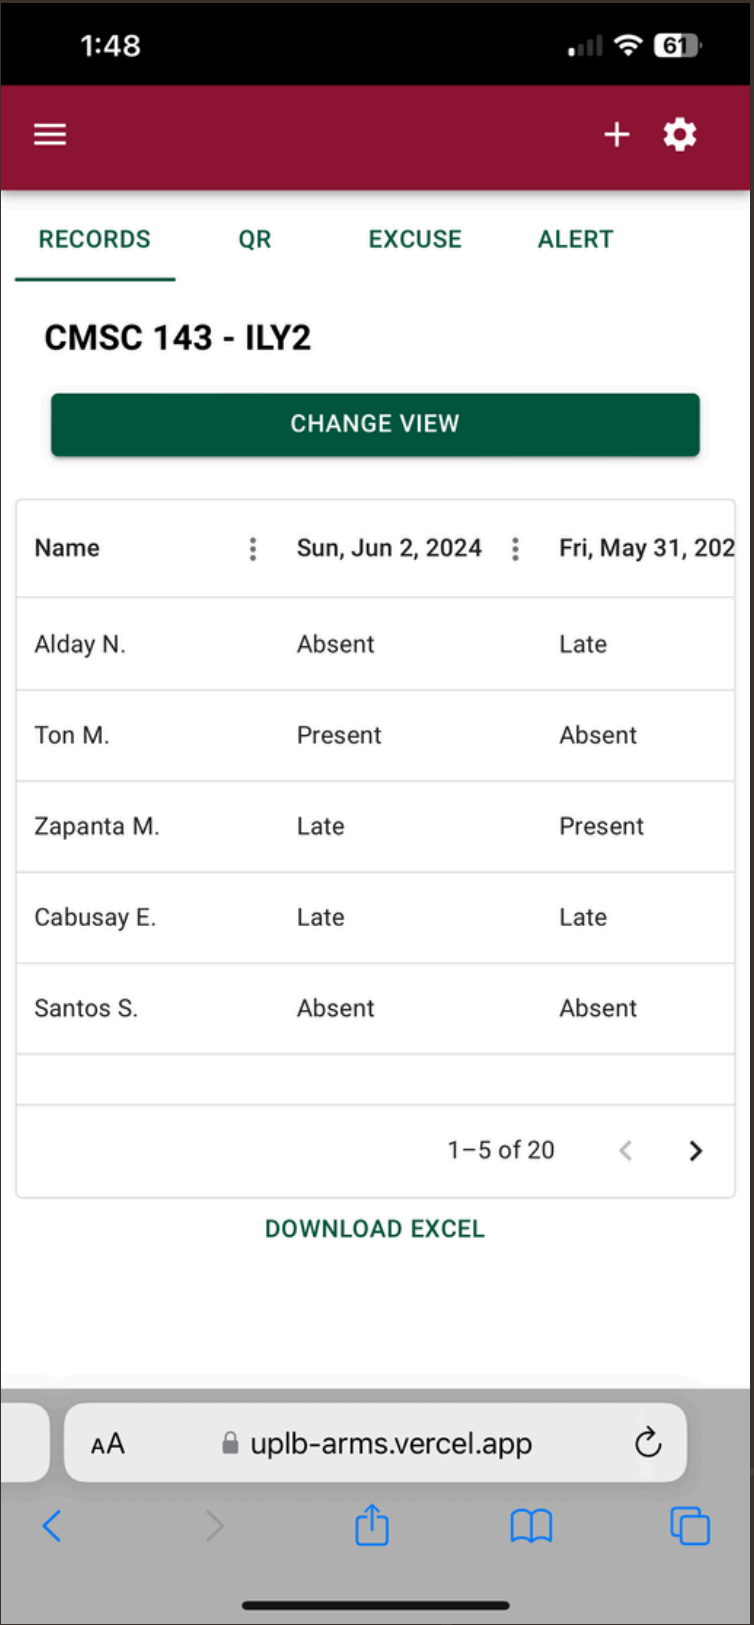 1:48 61
RECORDS QR EXCUSE ALERT
CMSC 143 - ILY2
CHANGE VIEW
Name Sun, Jun 2, 2024 Fri, May 31, 202
Alday N. Absent Late
Ton M. Present Absent
Zapanta M. Late Present
Cabusay E. Late Late
Santos S. Absent Absent
1–5 of 20
DOWNLOAD EXCEL
AA uplb-arms.vercel.app